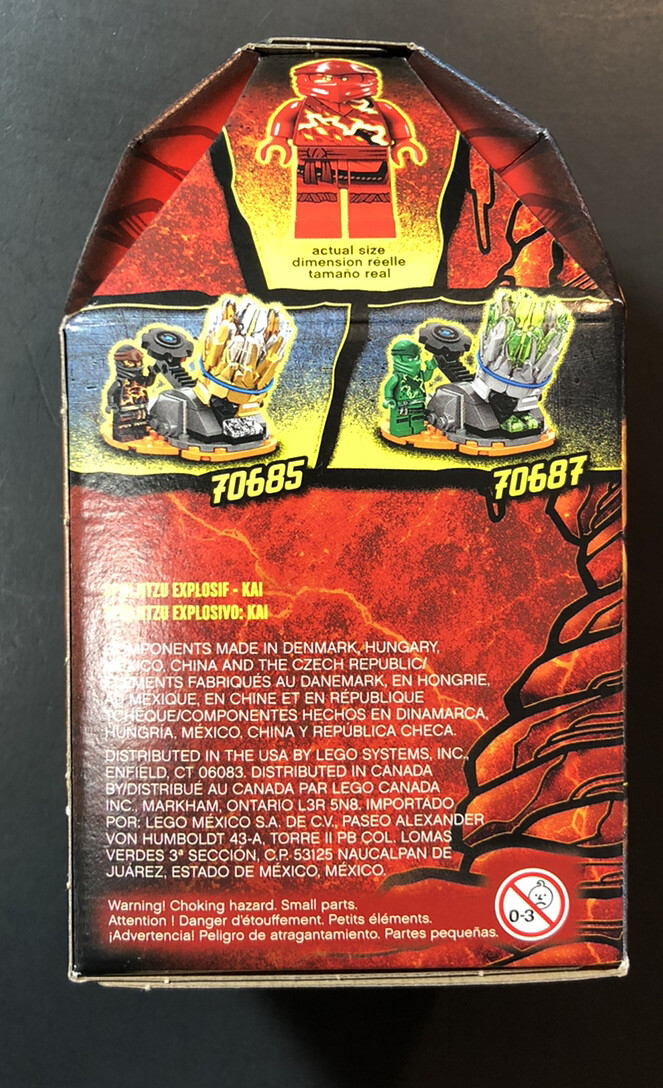 actual size
dimension réelle
tamaño real
70685
70687
EXPLOSIF - KAI
EXPLOSIVO: KAI
COMPONENTS MADE IN DENMARK, HUNGARY,
MEXICO, CHINA AND THE CZECH REPUBLIC/
ÉLÉMENTS FABRIQUÉS AU DANEMARK, EN HONGRIE,
AU MEXIQUE, EN CHINE ET EN RÉPUBLIQUE
TCHÈQUE/COMPONENTES HECHOS EN DINAMARCA,
HUNGRÍA, MÉXICO, CHINA Y REPÚBLICA CHECA.
DISTRIBUTED IN THE USA BY LEGO SYSTEMS, INC.,
ENFIELD, CT 06083. DISTRIBUTED IN CANADA
BY/DISTRIBUÉ AU CANADA PAR LEGO CANADA
INC., MARKHAM, ONTARIO L3R 5N8. IMPORTADO
POR: LEGO MÉXICO S.A. DE C.V., PASEO ALEXANDER
VON HUMBOLDT 43-A, TORRE II PB COL. LOMAS
VERDES 3ª SECCIÓN, C.P. 53125 NAUCALPAN DE
JUÁREZ, ESTADO DE MÉXICO, MÉXICO.
Warning! Choking hazard. Small parts.
Attention ! Danger d'étouffement. Petits éléments.
¡Advertencia! Peligro de atragantamiento. Partes pequeñas.
0-3